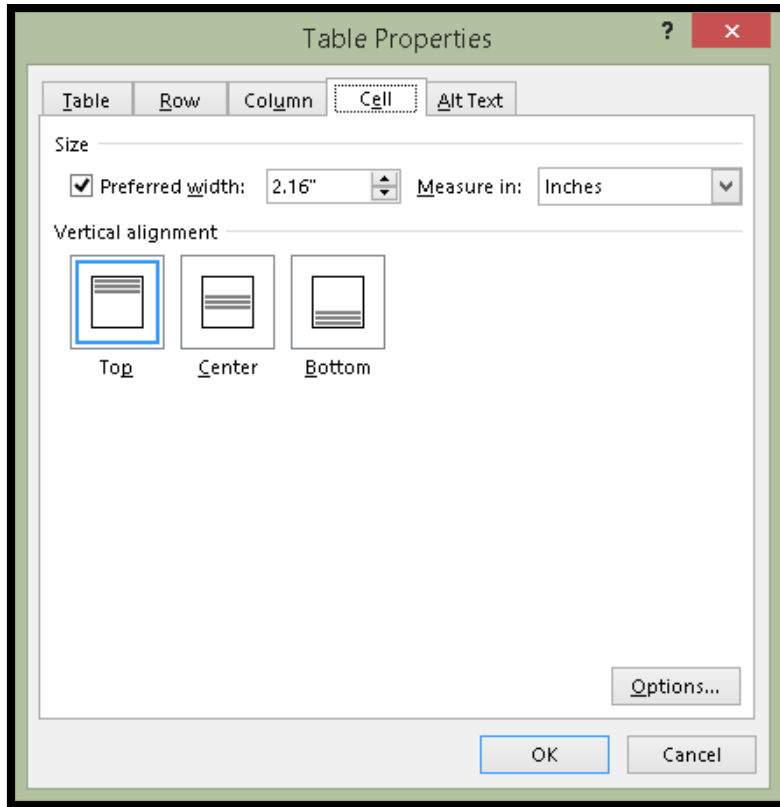 Table Properties ? ×
Table Row Column Cell Alt Text
Size
Preferred width: 2.16" Measure in: Inches
Vertical alignment
Top Center Bottom
Options...
OK Cancel